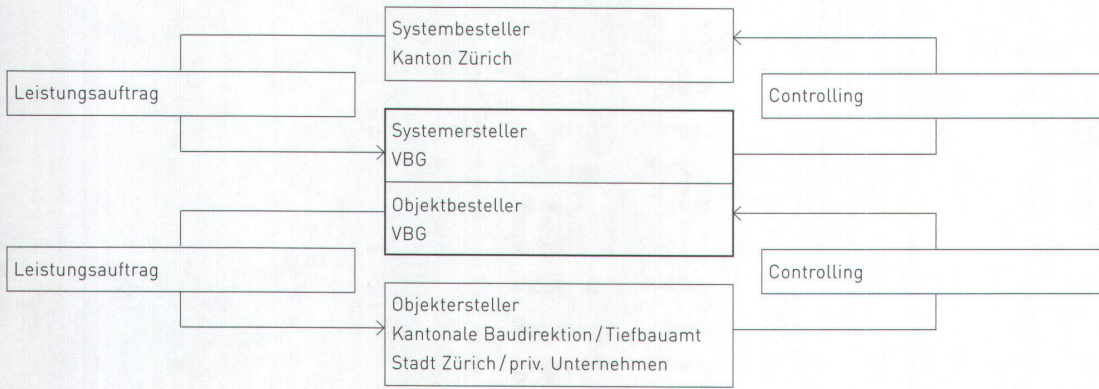 Systembesteller
Kanton Zürich
Leistungsauftrag
Controlling
Systemersteller
VBG
Objektbesteller
VBG
Leistungsauftrag
Controlling
Objektersteller
Kantonale Baudirektion / Tiefbauamt
Stadt Zürich / priv. Unternehmen